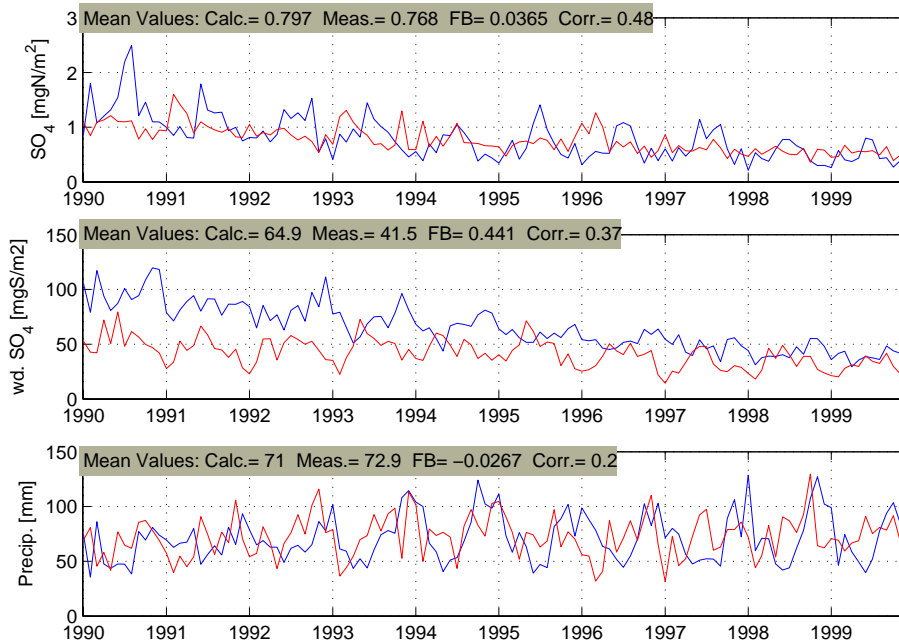 Mean Values: Calc.= 0.797 Meas.= 0.768 FB= 0.0365 Corr.= 0.48
3
2
1
0
SO4 [mgN/m2]
1990 1991 1992 1993 1994 1995 1996 1997 1998 1999
Mean Values: Calc.= 64.9 Meas.= 41.5 FB= 0.441 Corr.= 0.37
150
100
50
0
wd. SO4 [mgS/m2]
1990 1991 1992 1993 1994 1995 1996 1997 1998 1999
Mean Values: Calc.= 71 Meas.= 72.9 FB= −0.0267 Corr.= 0.2
150
100
50
0
Precip. [mm]
1990 1991 1992 1993 1994 1995 1996 1997 1998 1999